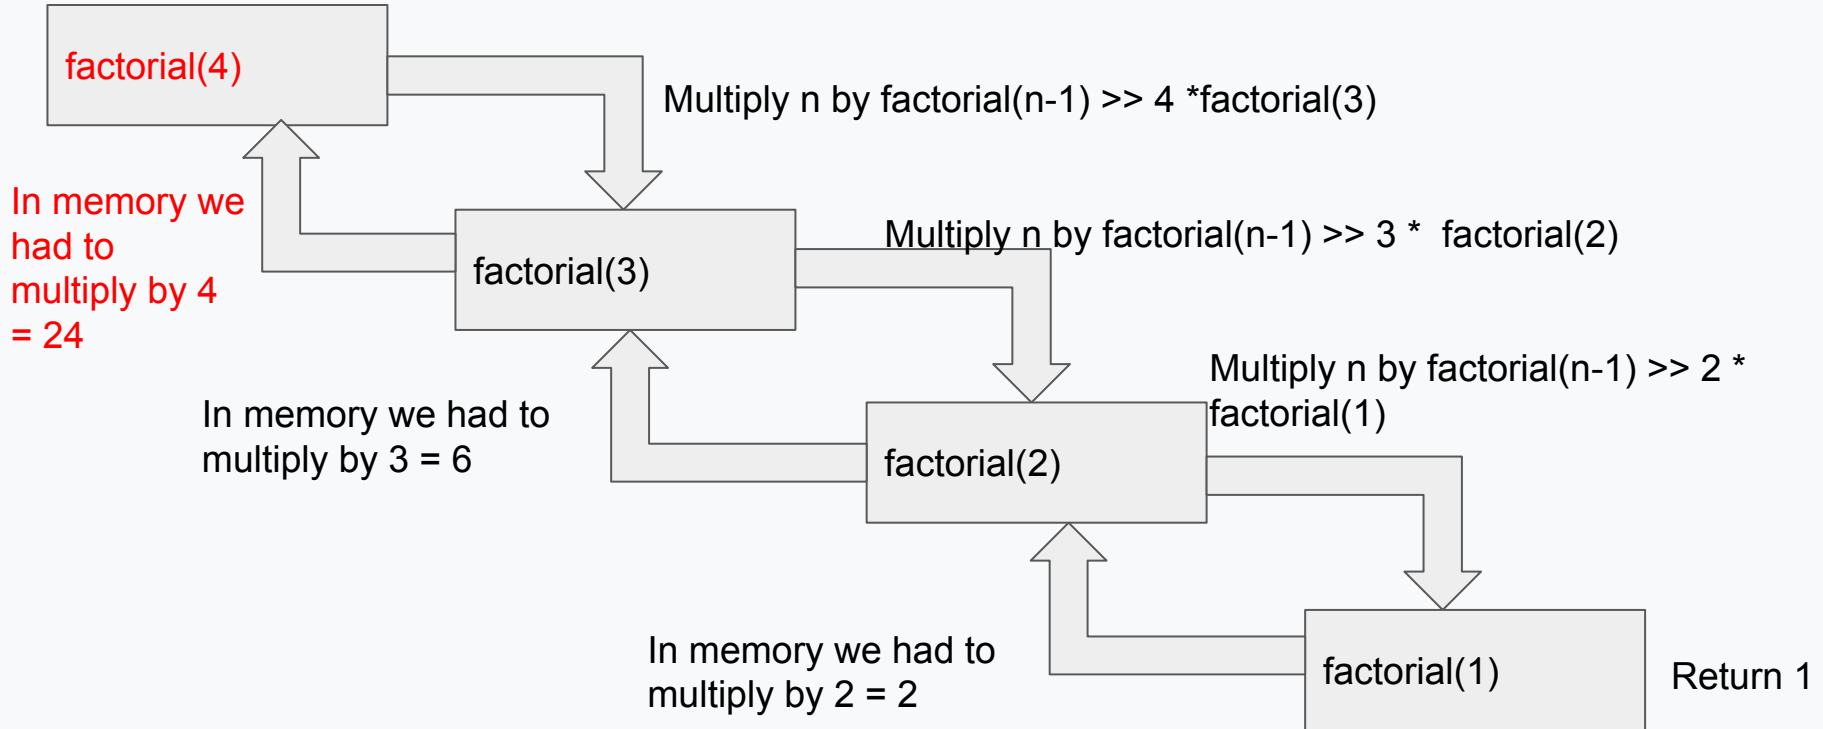 factorial(4)
Multiply n by factorial(n-1) >> 4 *factorial(3)
In memory we
had to
multiply by 4
= 24
factorial(3)
Multiply n by factorial(n-1) >> 3 *  factorial(2)
In memory we had to
multiply by 3 = 6
factorial(2)
Multiply n by factorial(n-1) >> 2 *
factorial(1)
In memory we had to
multiply by 2 = 2
factorial(1)
Return 1